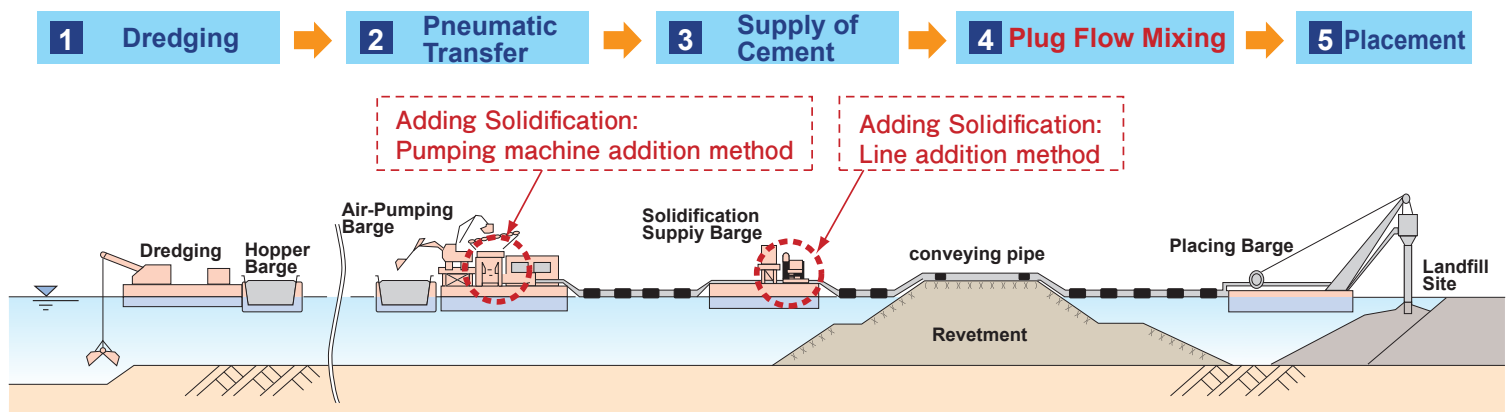 1 Dredging
2 Pneumatic
Transfer
3 Supply of
Cement
4 Plug Flow Mixing
5 Placement
Adding Solidification:
Pumping machine addition method
Adding Solidification:
Line addition method
Dredging
Hopper
Barge
Air-Pumping
Barge
Solidification
Suppiy Barge
conveying pipe
Revetment
Placing Barge
Landfill
Site